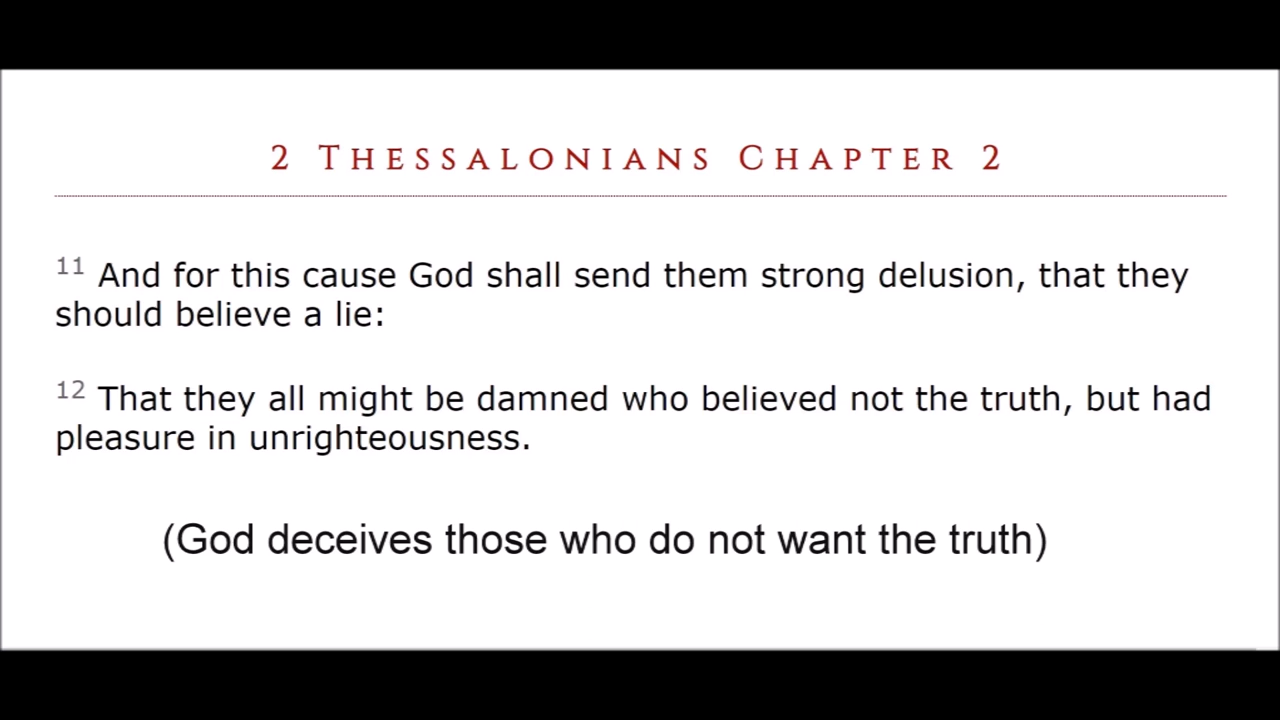 2 Thessalonians Chapter 2
11 And for this cause God shall send them strong delusion, that they
should believe a lie:
12 That they all might be damned who believed not the truth, but had
pleasure in unrighteousness.
(God deceives those who do not want the truth)